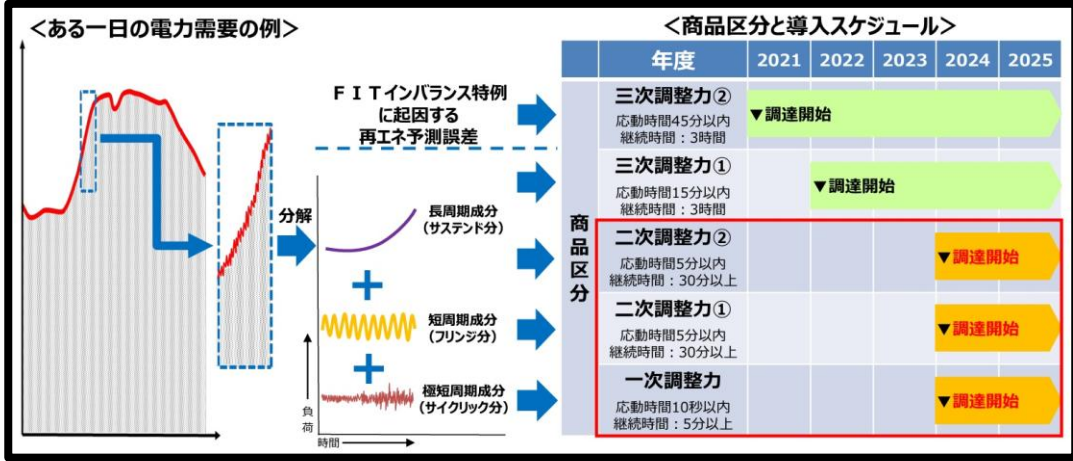 ＜ある一日の電力需要の例＞
分解
ＦＩＴインバランス特例
に起因する
再エネ予測誤差
長周期成分
(サステンド分)
＋
短周期成分
(フリンジ分)
＋
極短周期成分
(サイクリック分)
負荷
時間
＜商品区分と導入スケジュール＞
年度 2021 2022 2023 2024 2025
商品区分
三次調整力②
応動時間45分以内
継続時間：3時間
▼調達開始
三次調整力①
応動時間15分以内
継続時間：3時間
▼調達開始
二次調整力②
応動時間5分以内
継続時間：30分以上
▼調達開始
二次調整力①
応動時間5分以内
継続時間：30分以上
▼調達開始
一次調整力
応動時間10秒以内
継続時間：5分以上
▼調達開始